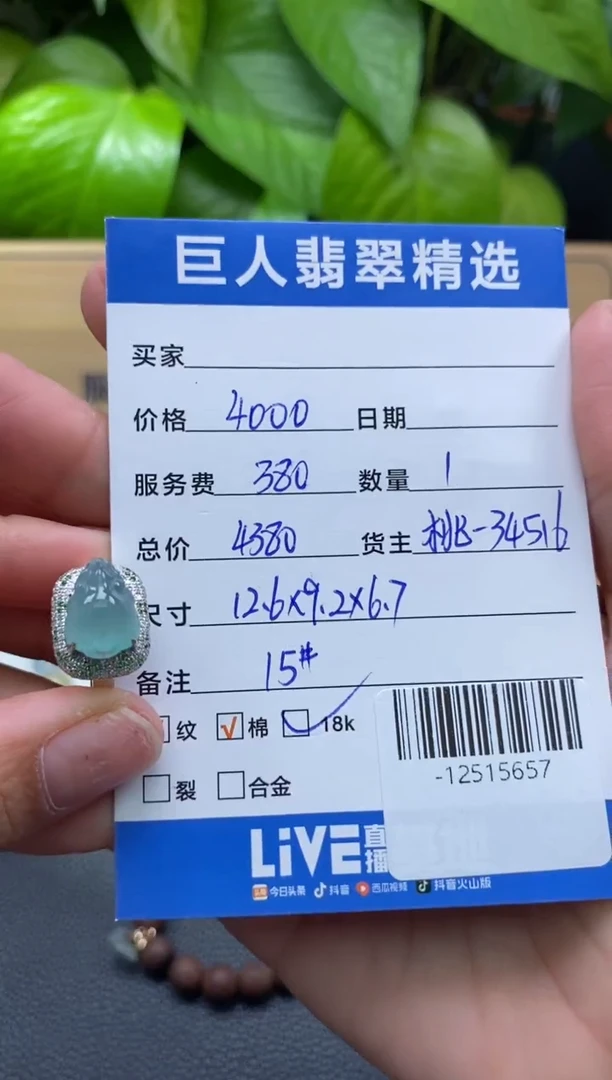 巨人翡翠精选
买家
价格 4000 日期
服务费 380 数量 1
总价 4380 货主 桃B-34516
尺寸 12.6×9.2×6.7
备注 15#
纹 棉 18k
裂 合金
-12515657
LiVE 直播
今日头条 抖音 西瓜视频 抖音火山版